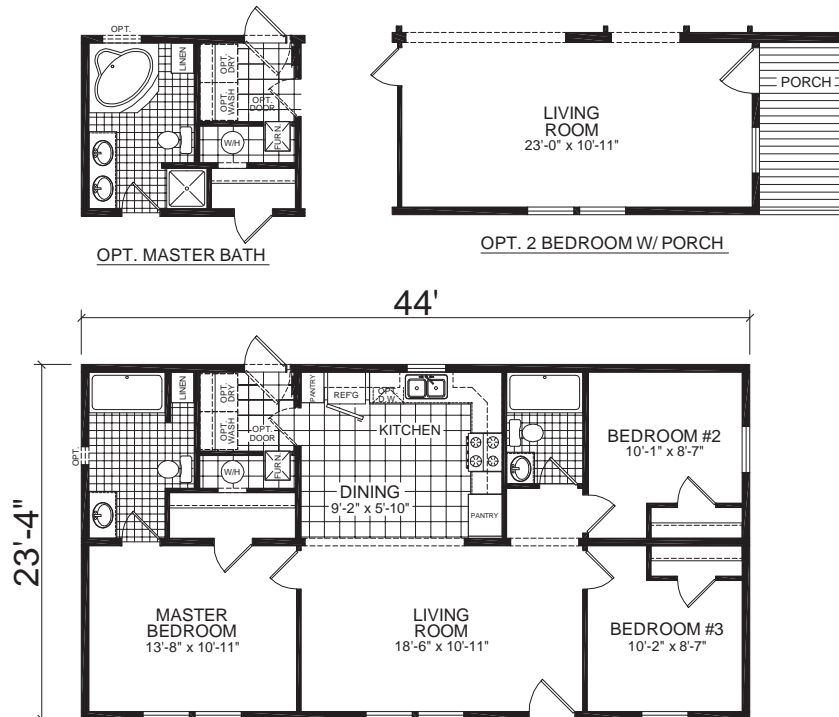 OPT.
LINEN
OPT. DRY
OPT. WASH
OPT.
DOOR
W/H
FURN.
OPT. MASTER BATH
LIVING
ROOM
23'-0" x 10'-11"
PORCH
OPT. 2 BEDROOM W/ PORCH
44'
23'-4"
OPT.
LINEN
OPT. DRY
OPT. WASH
OPT.
DOOR
W/H
FURN.
PANTRY
REF'G
OPT.
D.W.
KITCHEN
DINING
9'-2" x 5'-10"
PANTRY
BEDROOM #2
10'-1" x 8'-7"
MASTER
BEDROOM
13'-8" x 10'-11"
LIVING
ROOM
18'-6" x 10'-11"
BEDROOM #3
10'-2" x 8'-7"